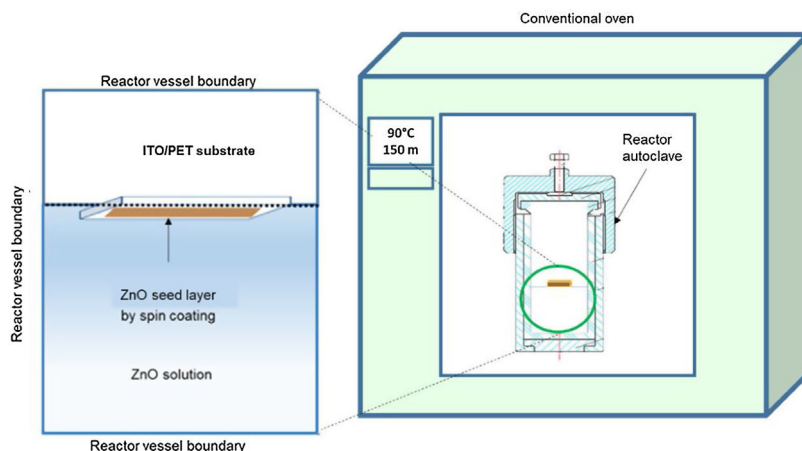 Conventional oven
Reactor vessel boundary
ITO/PET substrate
90°C
150 m
Reactor
autoclave
Reactor vessel boundary
ZnO seed layer
by spin coating
ZnO solution
Reactor vessel boundary